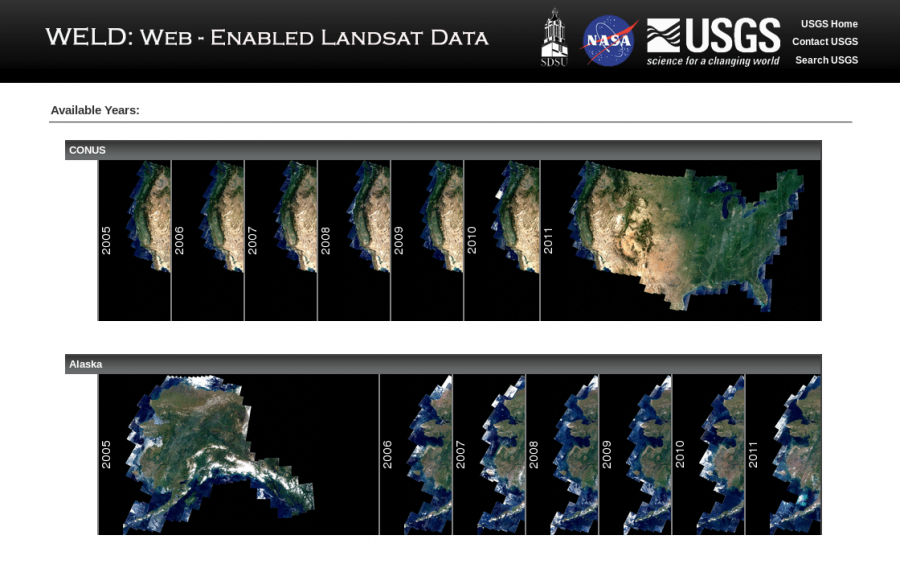 WELD: WEB - ENABLED LANDSAT DATA
SDSU
NASA
USGS
science for a changing world
USGS Home
Contact USGS
Search USGS
Available Years:
CONUS
2005
2006
2007
2008
2009
2010
2011
Alaska
2005
2006
2007
2008
2009
2010
2011